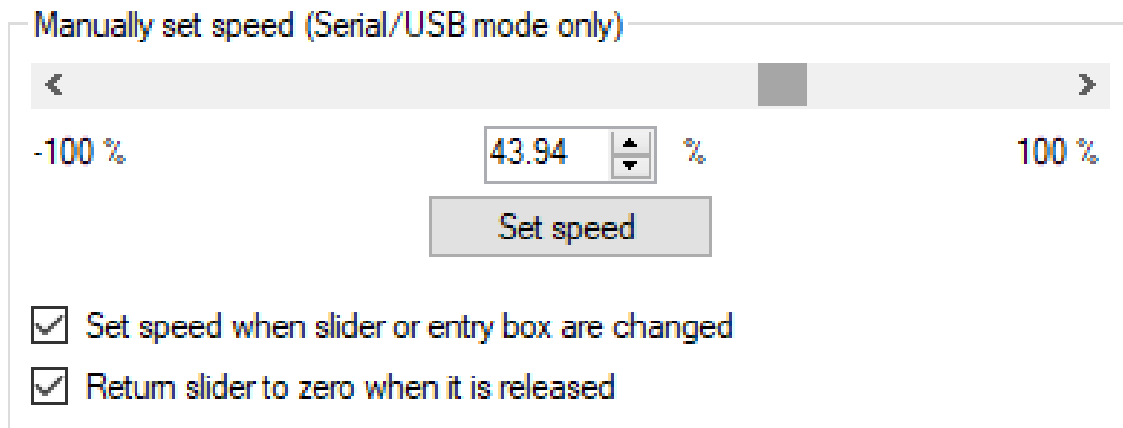 Manually set speed (Serial/USB mode only)
-100 % 43.94 % 100 %
Set speed
Set speed when slider or entry box are changed
Return slider to zero when it is released